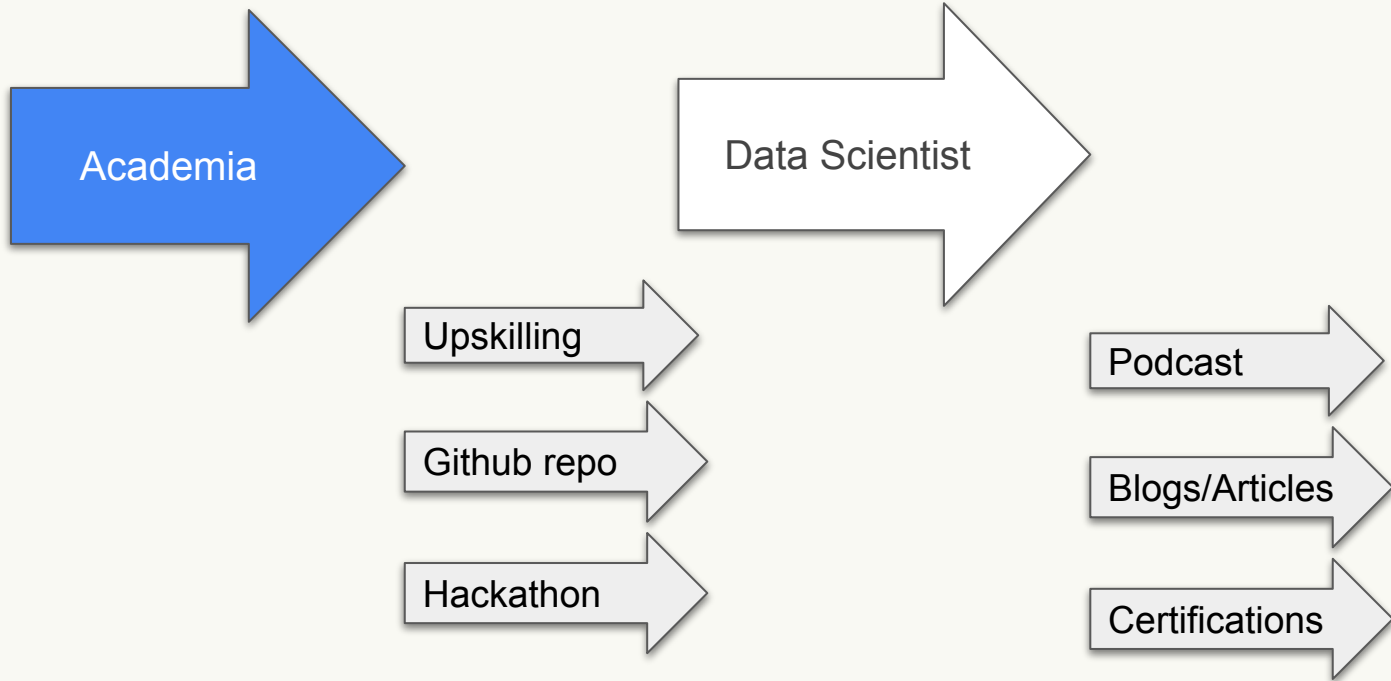 Academia
Data Scientist
Upskilling
Github repo
Hackathon
Podcast
Blogs/Articles
Certifications